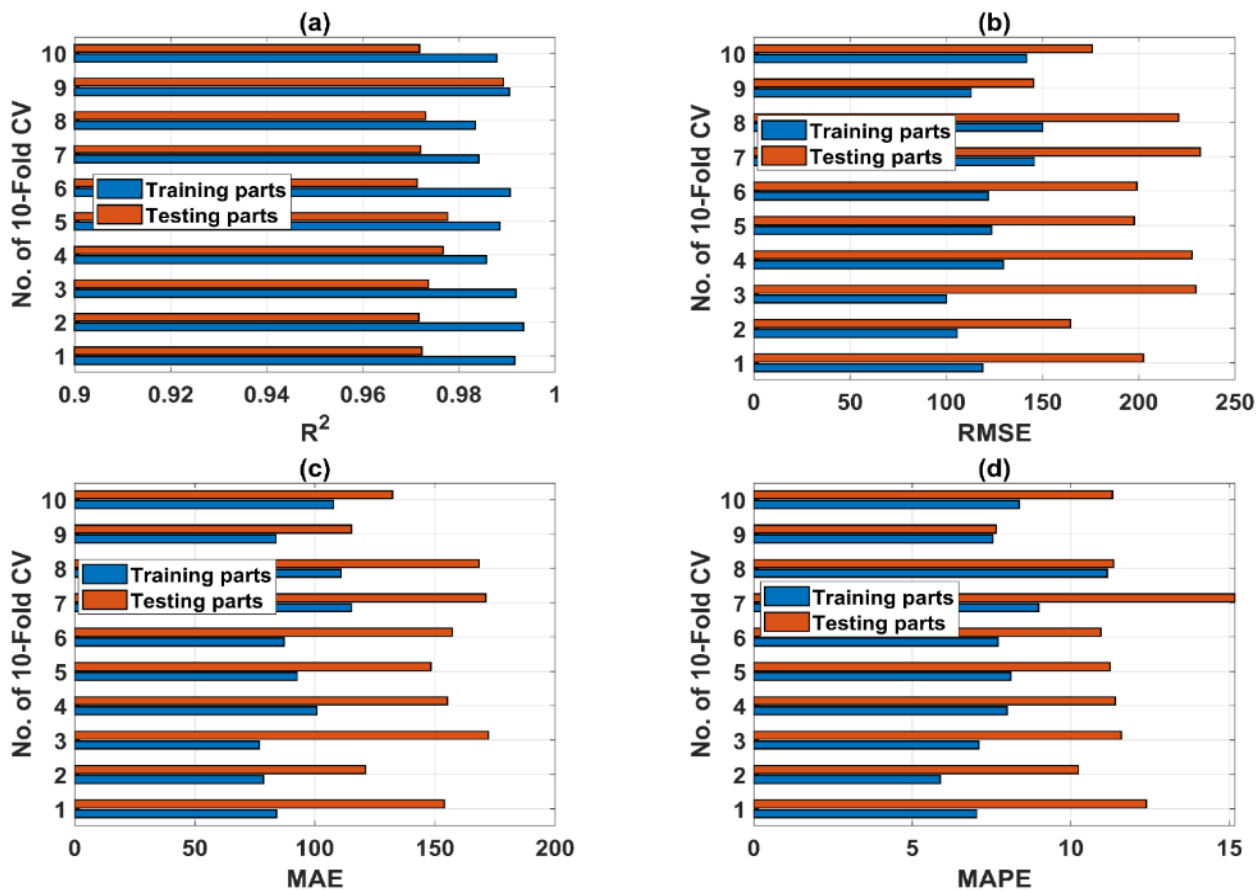 (a)
No. of 10-Fold CV
10
9
8
7
6
5
4
3
2
1
Training parts
Testing parts
0.9 0.92 0.94 0.96 0.98 1
R²
(b)
No. of 10-Fold CV
10
9
8
7
6
5
4
3
2
1
Training parts
Testing parts
0 50 100 150 200 250
RMSE
(c)
No. of 10-Fold CV
10
9
8
7
6
5
4
3
2
1
Training parts
Testing parts
0 50 100 150 200
MAE
(d)
No. of 10-Fold CV
10
9
8
7
6
5
4
3
2
1
Training parts
Testing parts
0 5 10 15
MAPE